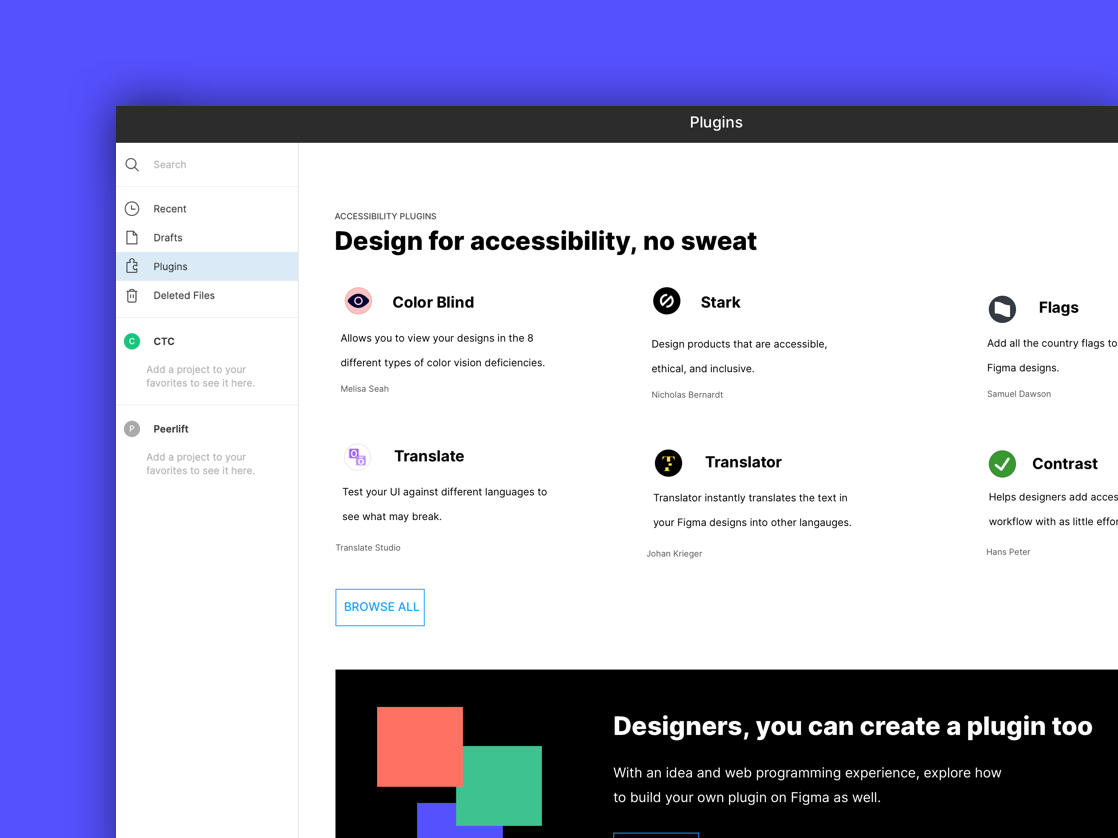 Plugins
Search
Recent
Drafts
Plugins
Deleted Files
C
CTC
Add a project to your
favorites to see it here.
P
Peerlift
Add a project to your
favorites to see it here.
ACCESSIBILITY PLUGINS
Design for accessibility, no sweat
Color Blind
Allows you to view your designs in the 8
different types of color vision deficiencies.
Melisa Seah
Stark
Design products that are accessible,
ethical, and inclusive.
Nicholas Bernardt
Flags
Add all the country flags to
Figma designs.
Samuel Dawson
Translate
Test your UI against different languages to
see what may break.
Translate Studio
Translator
Translator instantly translates the text in
your Figma designs into other langauges.
Johan Krieger
Contrast
Helps designers add acces
workflow with as little effor
Hans Peter
BROWSE ALL
Designers, you can create a plugin too
With an idea and web programming experience, explore how
to build your own plugin on Figma as well.